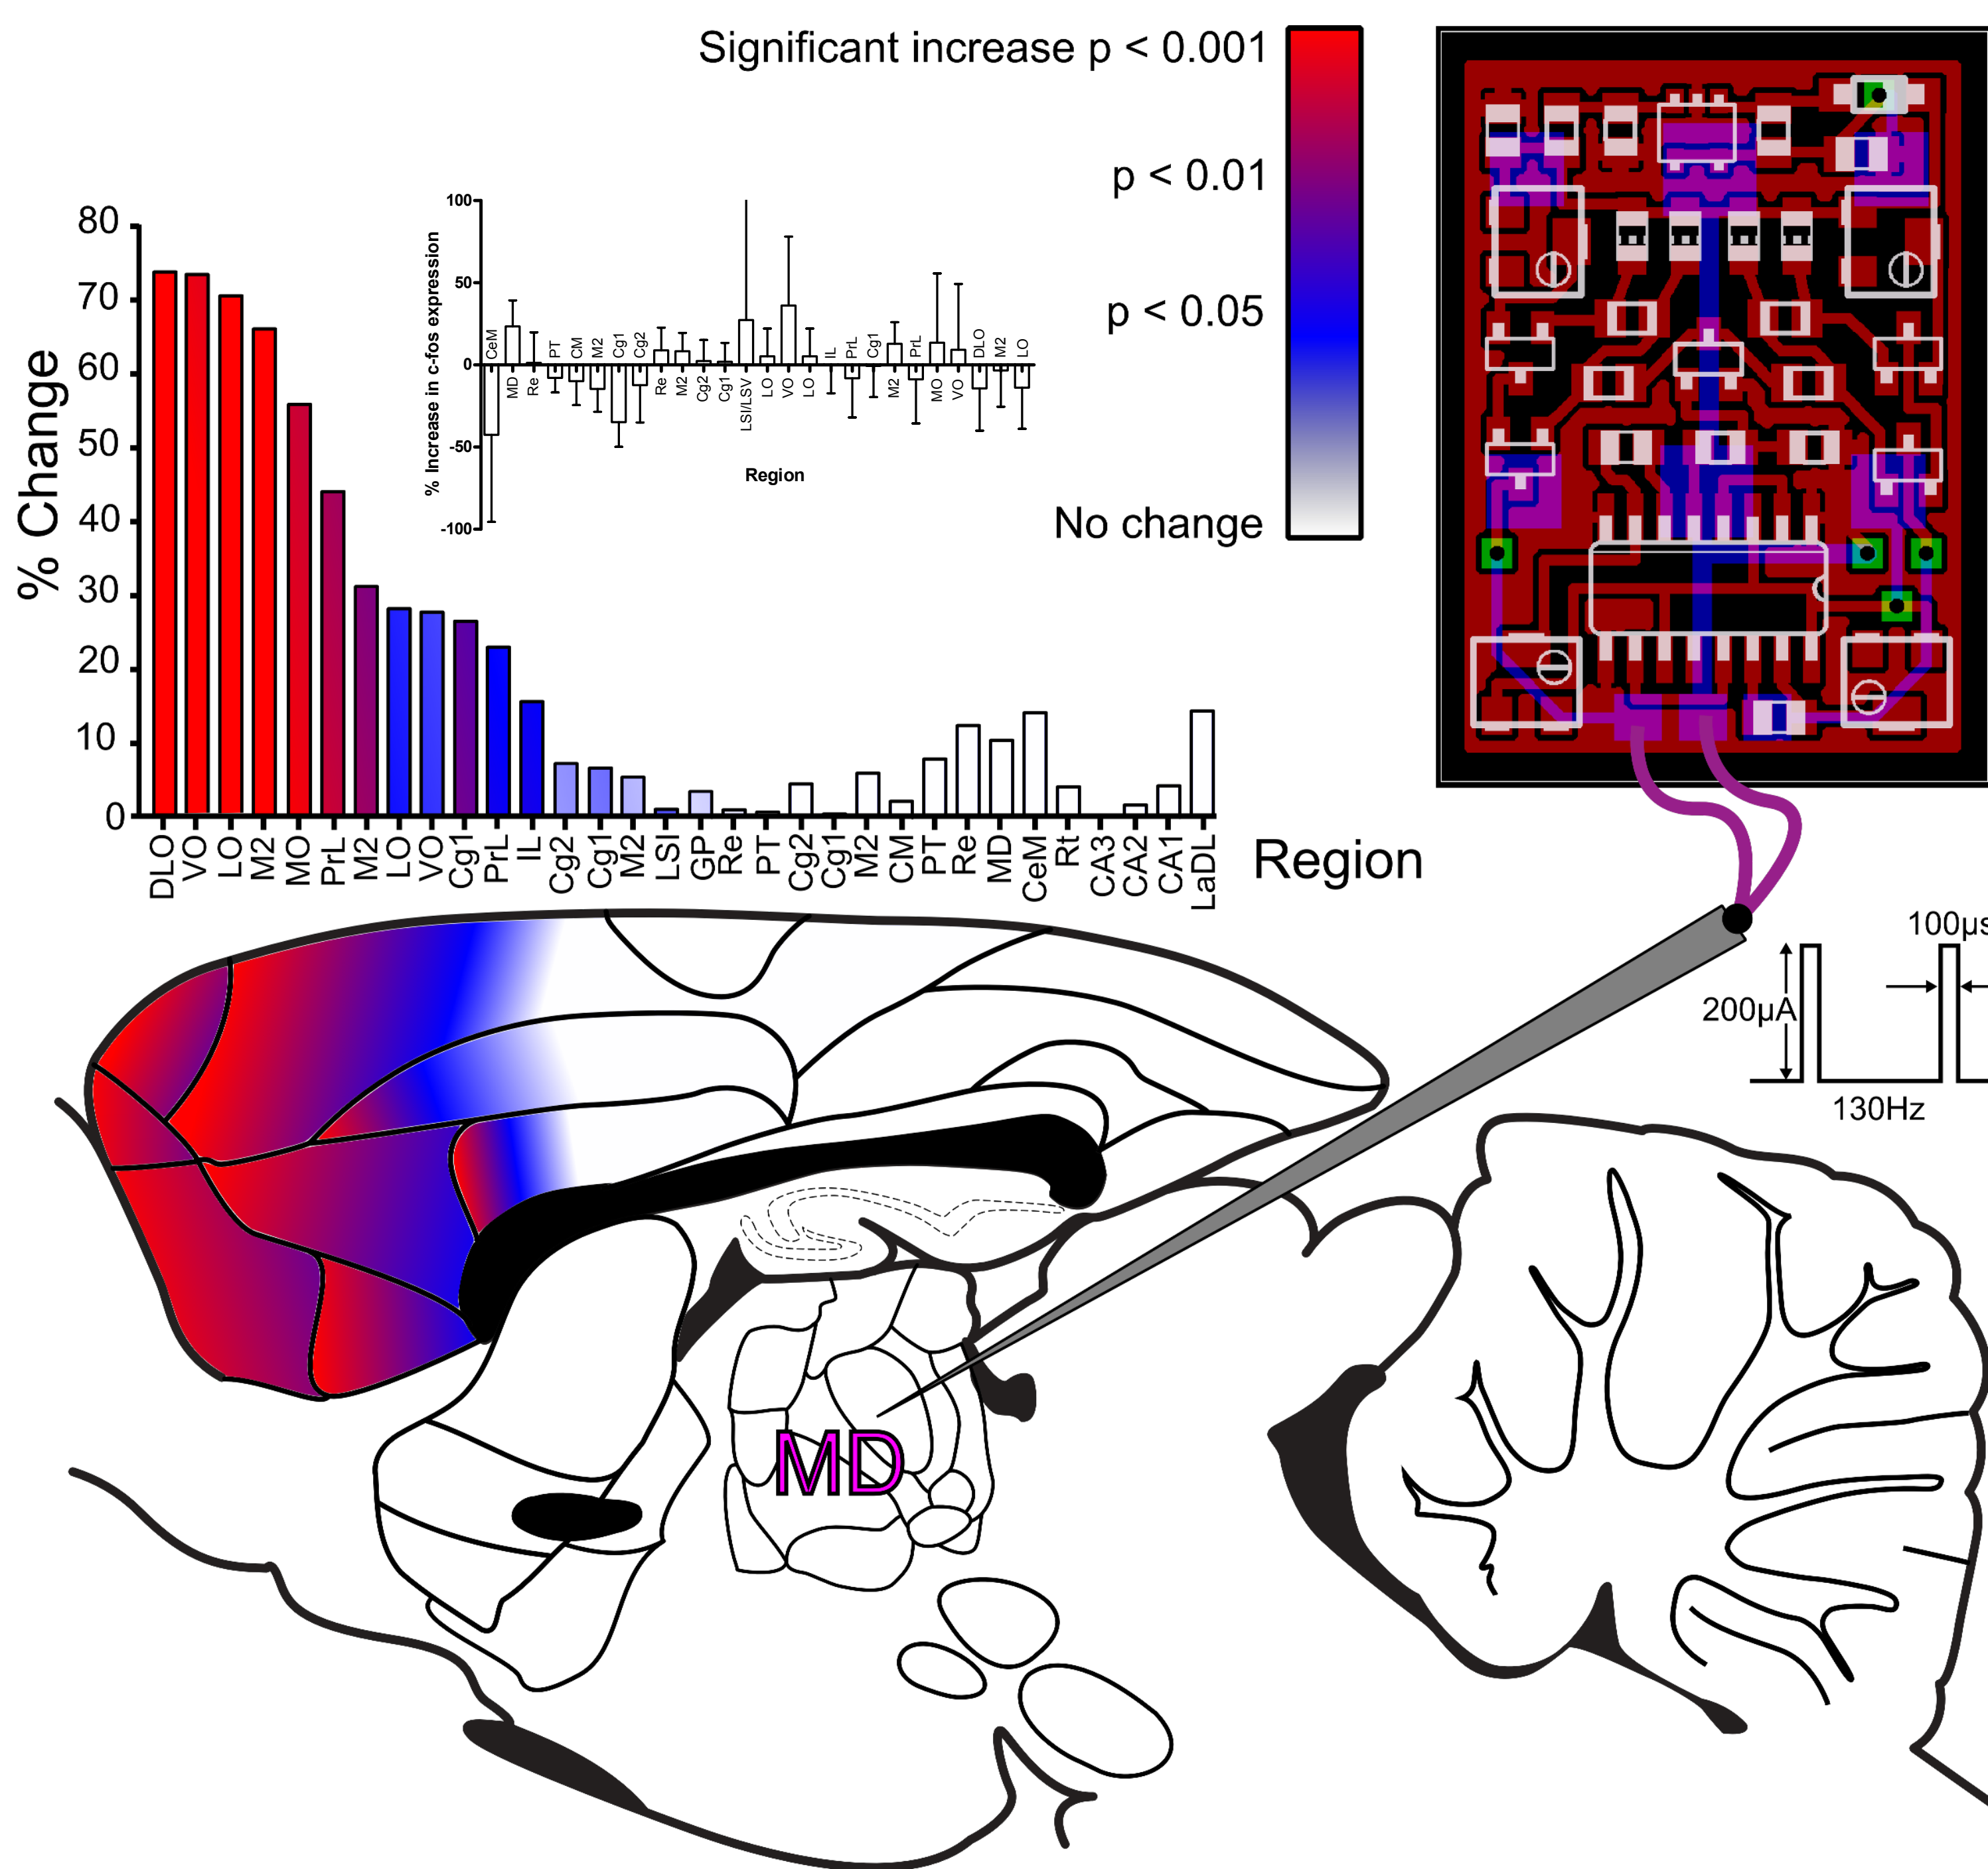 Significant increase p < 0.001
p < 0.01
p < 0.05
No change
% Change
80
70
60
50
40
30
20
10
0
DLO
VO
LO
M2
MO
PrL
M2
LO
VO
Cg1
PrL
IL
Cg2
Cg1
M2
LSI
GP
Re
PT
Cg2
Cg1
M2
CM
PT
Re
MD
CeM
Rt
CA3
CA2
CA1
LaDL
Region
% Increase in c-fos expression
100
50
0
-50
-100
CeM
MD
Re
PT
CM
M2
Cg1
Cg2
Re
M2
Cg2
Cg1
LSI/LSV
LO
VO
LO
IL
PrL
Cg1
M2
PrL
MO
VO
DLO
M2
LO
Region
100µs
200µA
130Hz
MD